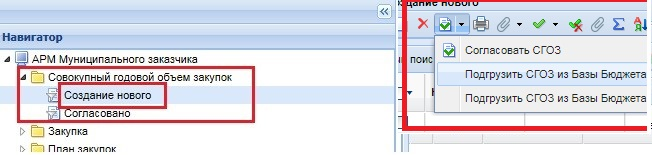 Навигатор
АРМ Муниципального заказчика
Совокупный годовой объем закупок
Создание нового
Согласовано
Закупка
План закупок
здание нового
Согласовать СГОЗ
Подгрузить СГОЗ из Базы Бюджета
Подгрузить СГОЗ из Базы Бюджета
поис